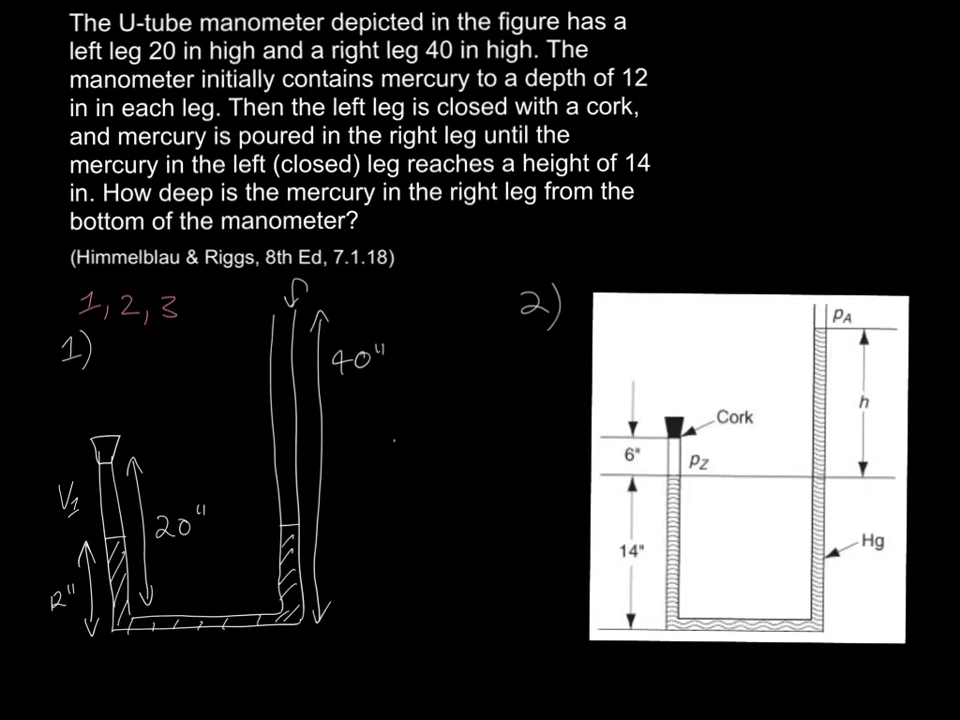 The U-tube manometer depicted in the figure has a
left leg 20 in high and a right leg 40 in high. The
manometer initially contains mercury to a depth of 12
in in each leg. Then the left leg is closed with a cork,
and mercury is poured in the right leg until the
mercury in the left (closed) leg reaches a height of 14
in. How deep is the mercury in the right leg from the
bottom of the manometer?
(Himmelblau & Riggs, 8th Ed, 7.1.18)
1, 2, 3
1)
40"
V1
20"
12"
2)
pA
h
Cork
6"
pZ
14"
Hg